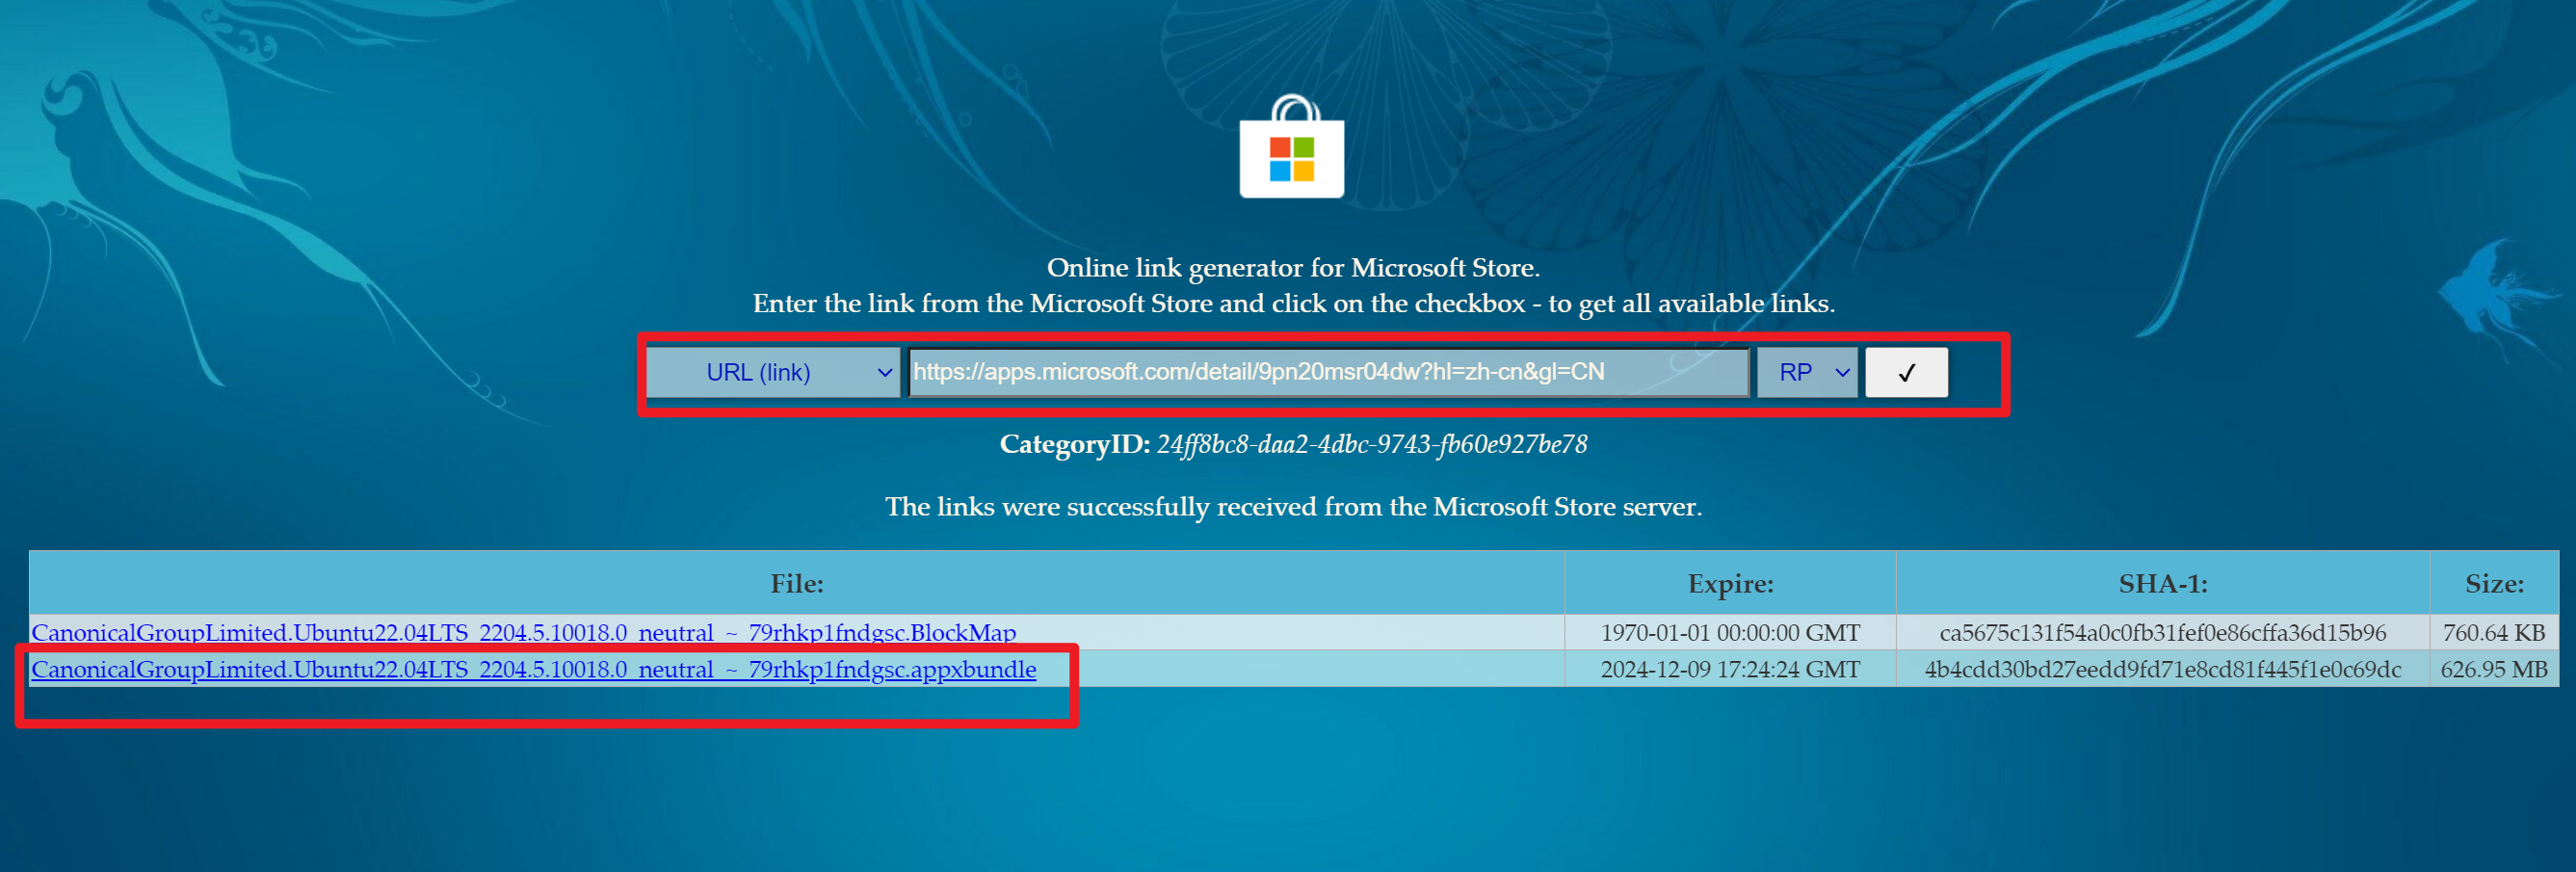 Online link generator for Microsoft Store.
Enter the link from the Microsoft Store and click on the checkbox - to get all available links.
URL (link) https://apps.microsoft.com/detail/9pn20msr04dw?hl=zh-cn&gl=CN RP ✓
CategoryID: 24ff8bc8-daa2-4dbc-9743-fb60e927be78
The links were successfully received from the Microsoft Store server.
File: Expire: SHA-1: Size:
CanonicalGroupLimited.Ubuntu22.04LTS_2204.5.10018.0_neutral_~_79rhkp1fndgsc.BlockMap 1970-01-01 00:00:00 GMT ca5675c131f54a0c0fb31fef0e86cffa36d15b96 760.64 KB
CanonicalGroupLimited.Ubuntu22.04LTS_2204.5.10018.0_neutral_~_79rhkp1fndgsc.appxbundle 2024-12-09 17:24:24 GMT 4b4cdd30bd27eedd9fd71e8cd81f445f1e0c69dc 626.95 MB